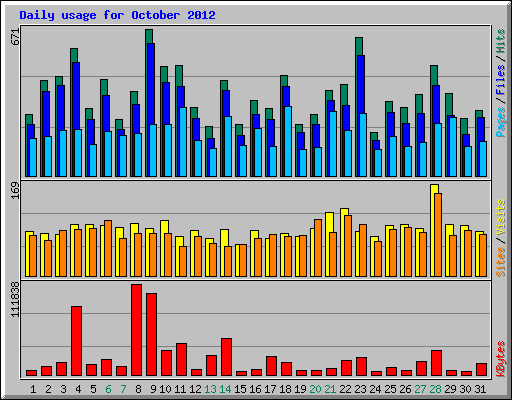 Daily usage for October 2012
671
Pages / Files / Hits
169
Sites / Visits
111838
KBytes
1 2 3 4 5 6 7 8 9 10 11 12 13 14 15 16 17 18 19 20 21 22 23 24 25 26 27 28 29 30 31